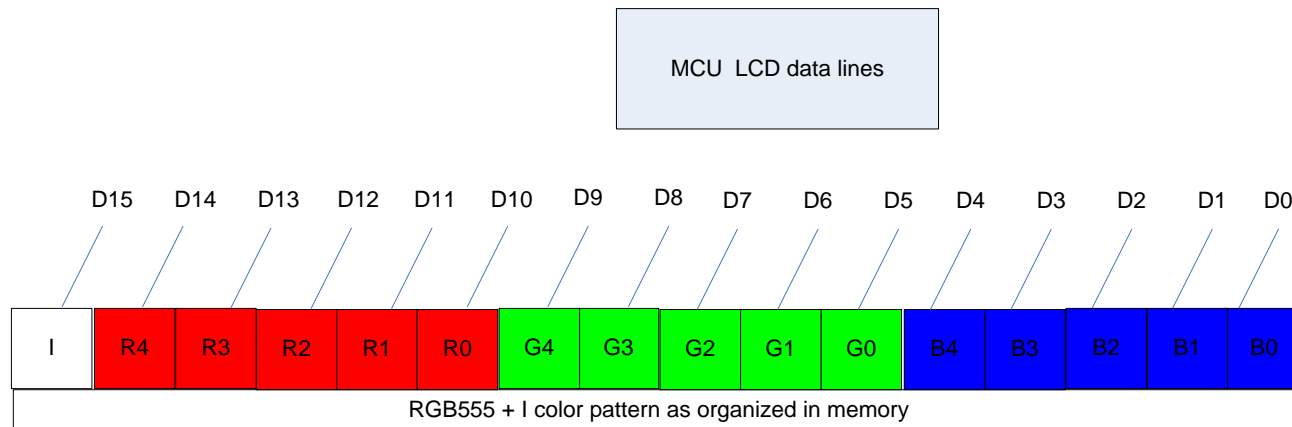 MCU LCD data lines
D15 D14 D13 D12 D11 D10 D9 D8 D7 D6 D5 D4 D3 D2 D1 D0
I R4 R3 R2 R1 R0 G4 G3 G2 G1 G0 B4 B3 B2 B1 B0
RGB555 + I color pattern as organized in memory